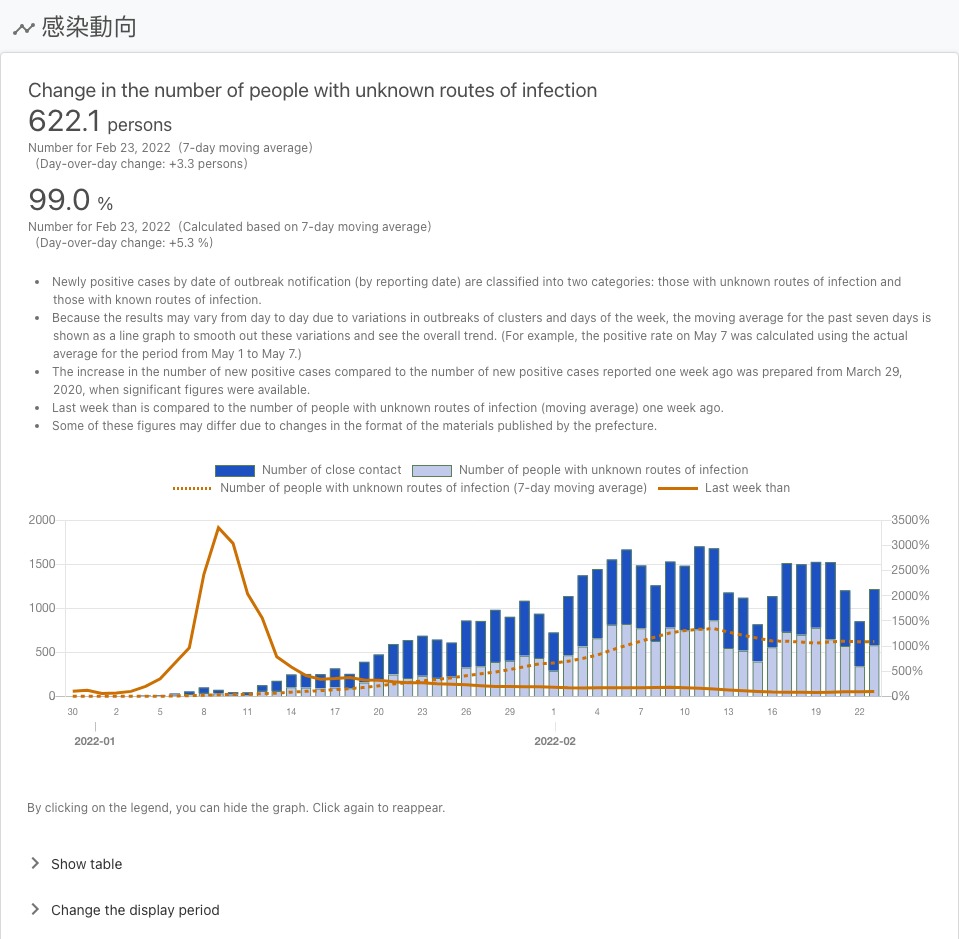 感染動向
Change in the number of people with unknown routes of infection
622.1 persons
Number for Feb 23, 2022 (7-day moving average)
(Day-over-day change: +3.3 persons)
99.0 %
Number for Feb 23, 2022 (Calculated based on 7-day moving average)
(Day-over-day change: +5.3 %)
• Newly positive cases by date of outbreak notification (by reporting date) are classified into two categories: those with unknown routes of infection and
those with known routes of infection.
• Because the results may vary from day to day due to variations in outbreaks of clusters and days of the week, the moving average for the past seven days is
shown as a line graph to smooth out these variations and see the overall trend. (For example, the positive rate on May 7 was calculated using the actual
average for the period from May 1 to May 7.)
• The increase in the number of new positive cases compared to the number of new positive cases reported one week ago was prepared from March 29,
2020, when significant figures were available.
• Last week than is compared to the number of people with unknown routes of infection (moving average) one week ago.
• Some of these figures may differ due to changes in the format of the materials published by the prefecture.
Number of close contact Number of people with unknown routes of infection
Number of people with unknown routes of infection (7-day moving average) Last week than
2000 3500%
3000%
1500 2500%
2000%
1000 1500%
1000%
500 500%
0 0%
30 2 5 8 11 14 17 20 23 26 29 1 4 7 10 13 16 19 22
2022-01 2022-02
By clicking on the legend, you can hide the graph. Click again to reappear.
Show table
Change the display period